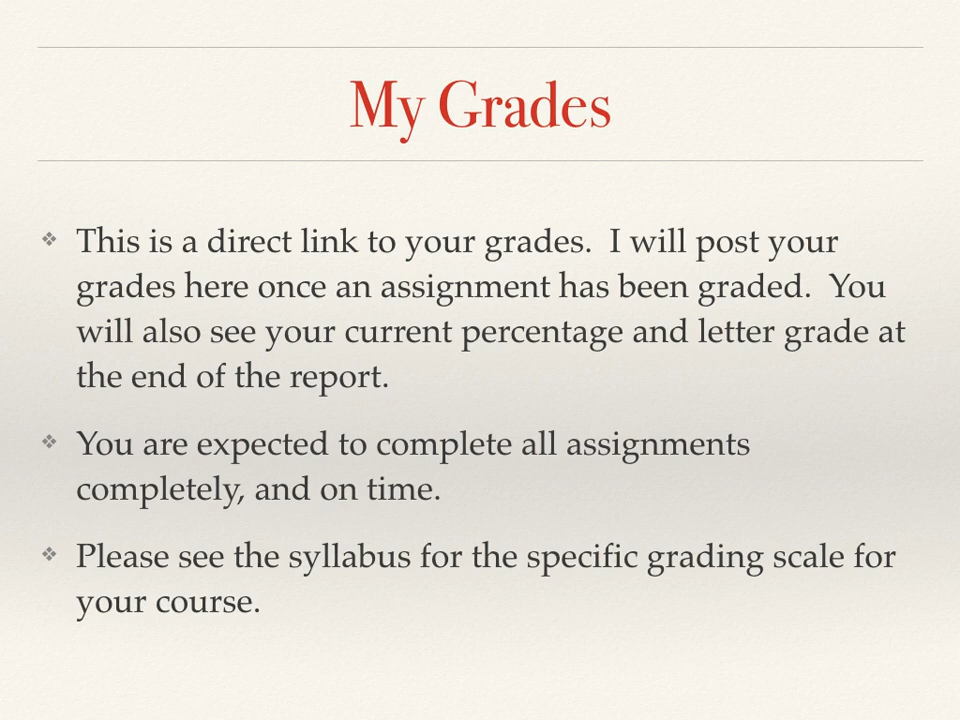 My Grades
❖ This is a direct link to your grades.  I will post your
grades here once an assignment has been graded.  You
will also see your current percentage and letter grade at
the end of the report.
❖ You are expected to complete all assignments
completely, and on time.
❖ Please see the syllabus for the specific grading scale for
your course.